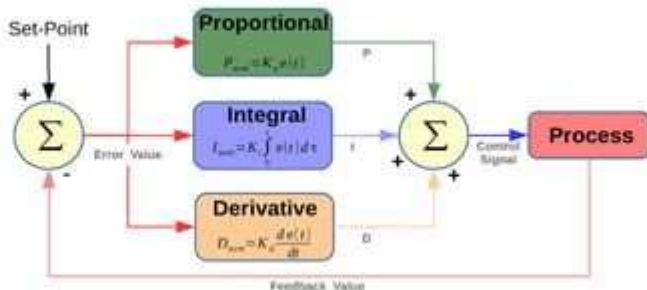 Set-Point
+
Σ
-
Error Value
Proportional
Integral
Derivative
P
I
D
+
+
+
Σ
Control
Signal
Process
Feedback Value